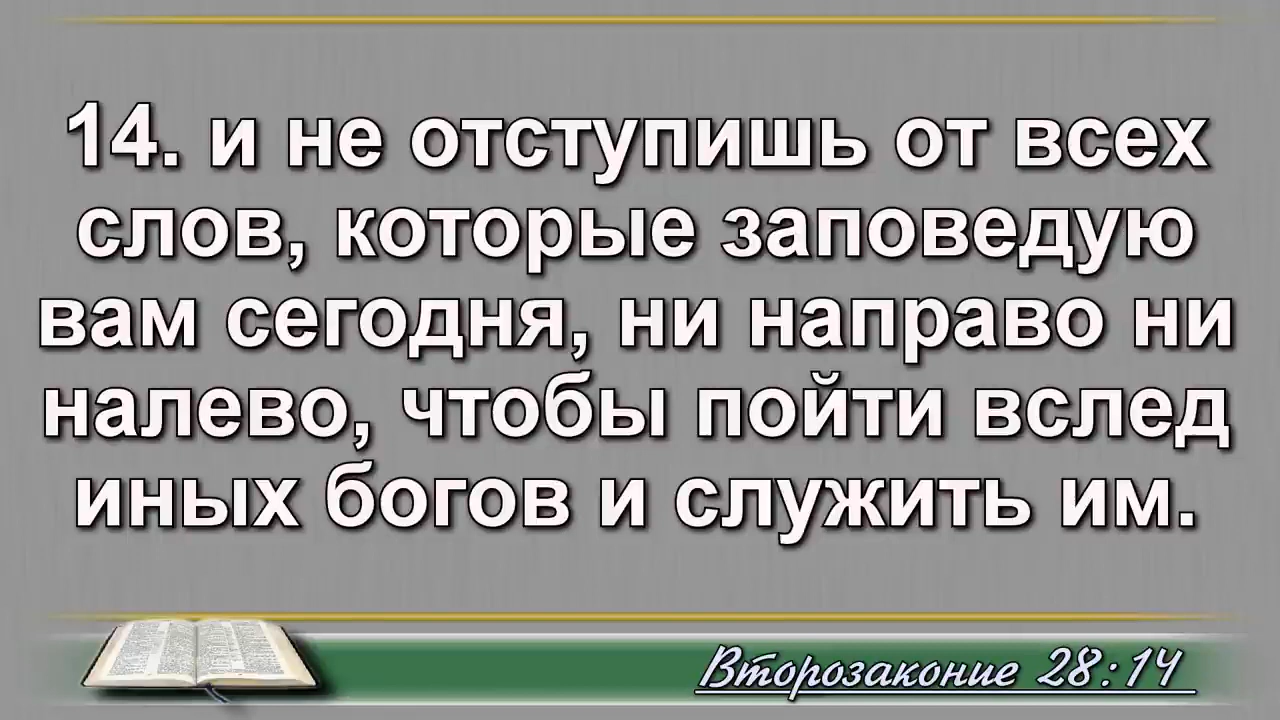 14. и не отступишь от всех
слов, которые заповедую
вам сегодня, ни направо ни
налево, чтобы пойти вслед
иных богов и служить им.
Второзаконие 28:14